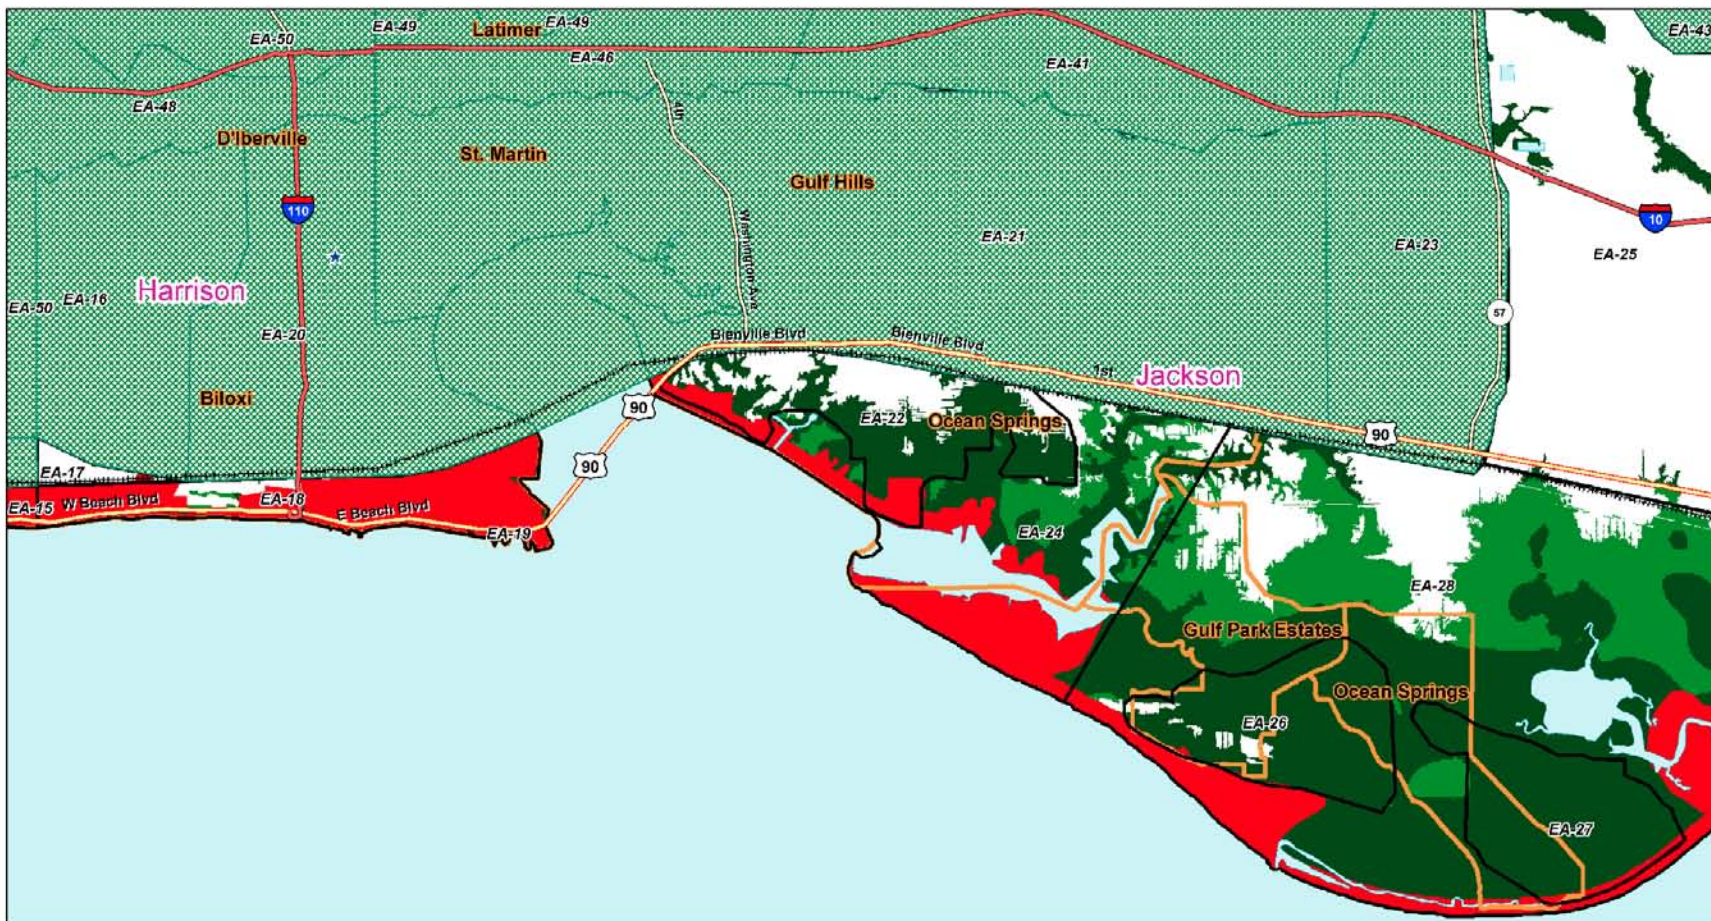 Latimer
EA-49
EA-49
EA-50
EA-43
EA-46
EA-41
EA-48
4th
D'Iberville
St. Martin
Gulf Hills
110
10
Washington Ave
EA-21
EA-23
EA-25
Harrison
EA-16
EA-50
57
EA-20
Bienville Blvd
Bienville Blvd
1st
Jackson
Biloxi
90
EA-22
Ocean Springs
90
90
EA-17
EA-18
W Beach Blvd
EA-15
E Beach Blvd
EA-19
EA-24
EA-28
Gulf Park Estates
Ocean Springs
EA-26
EA-27